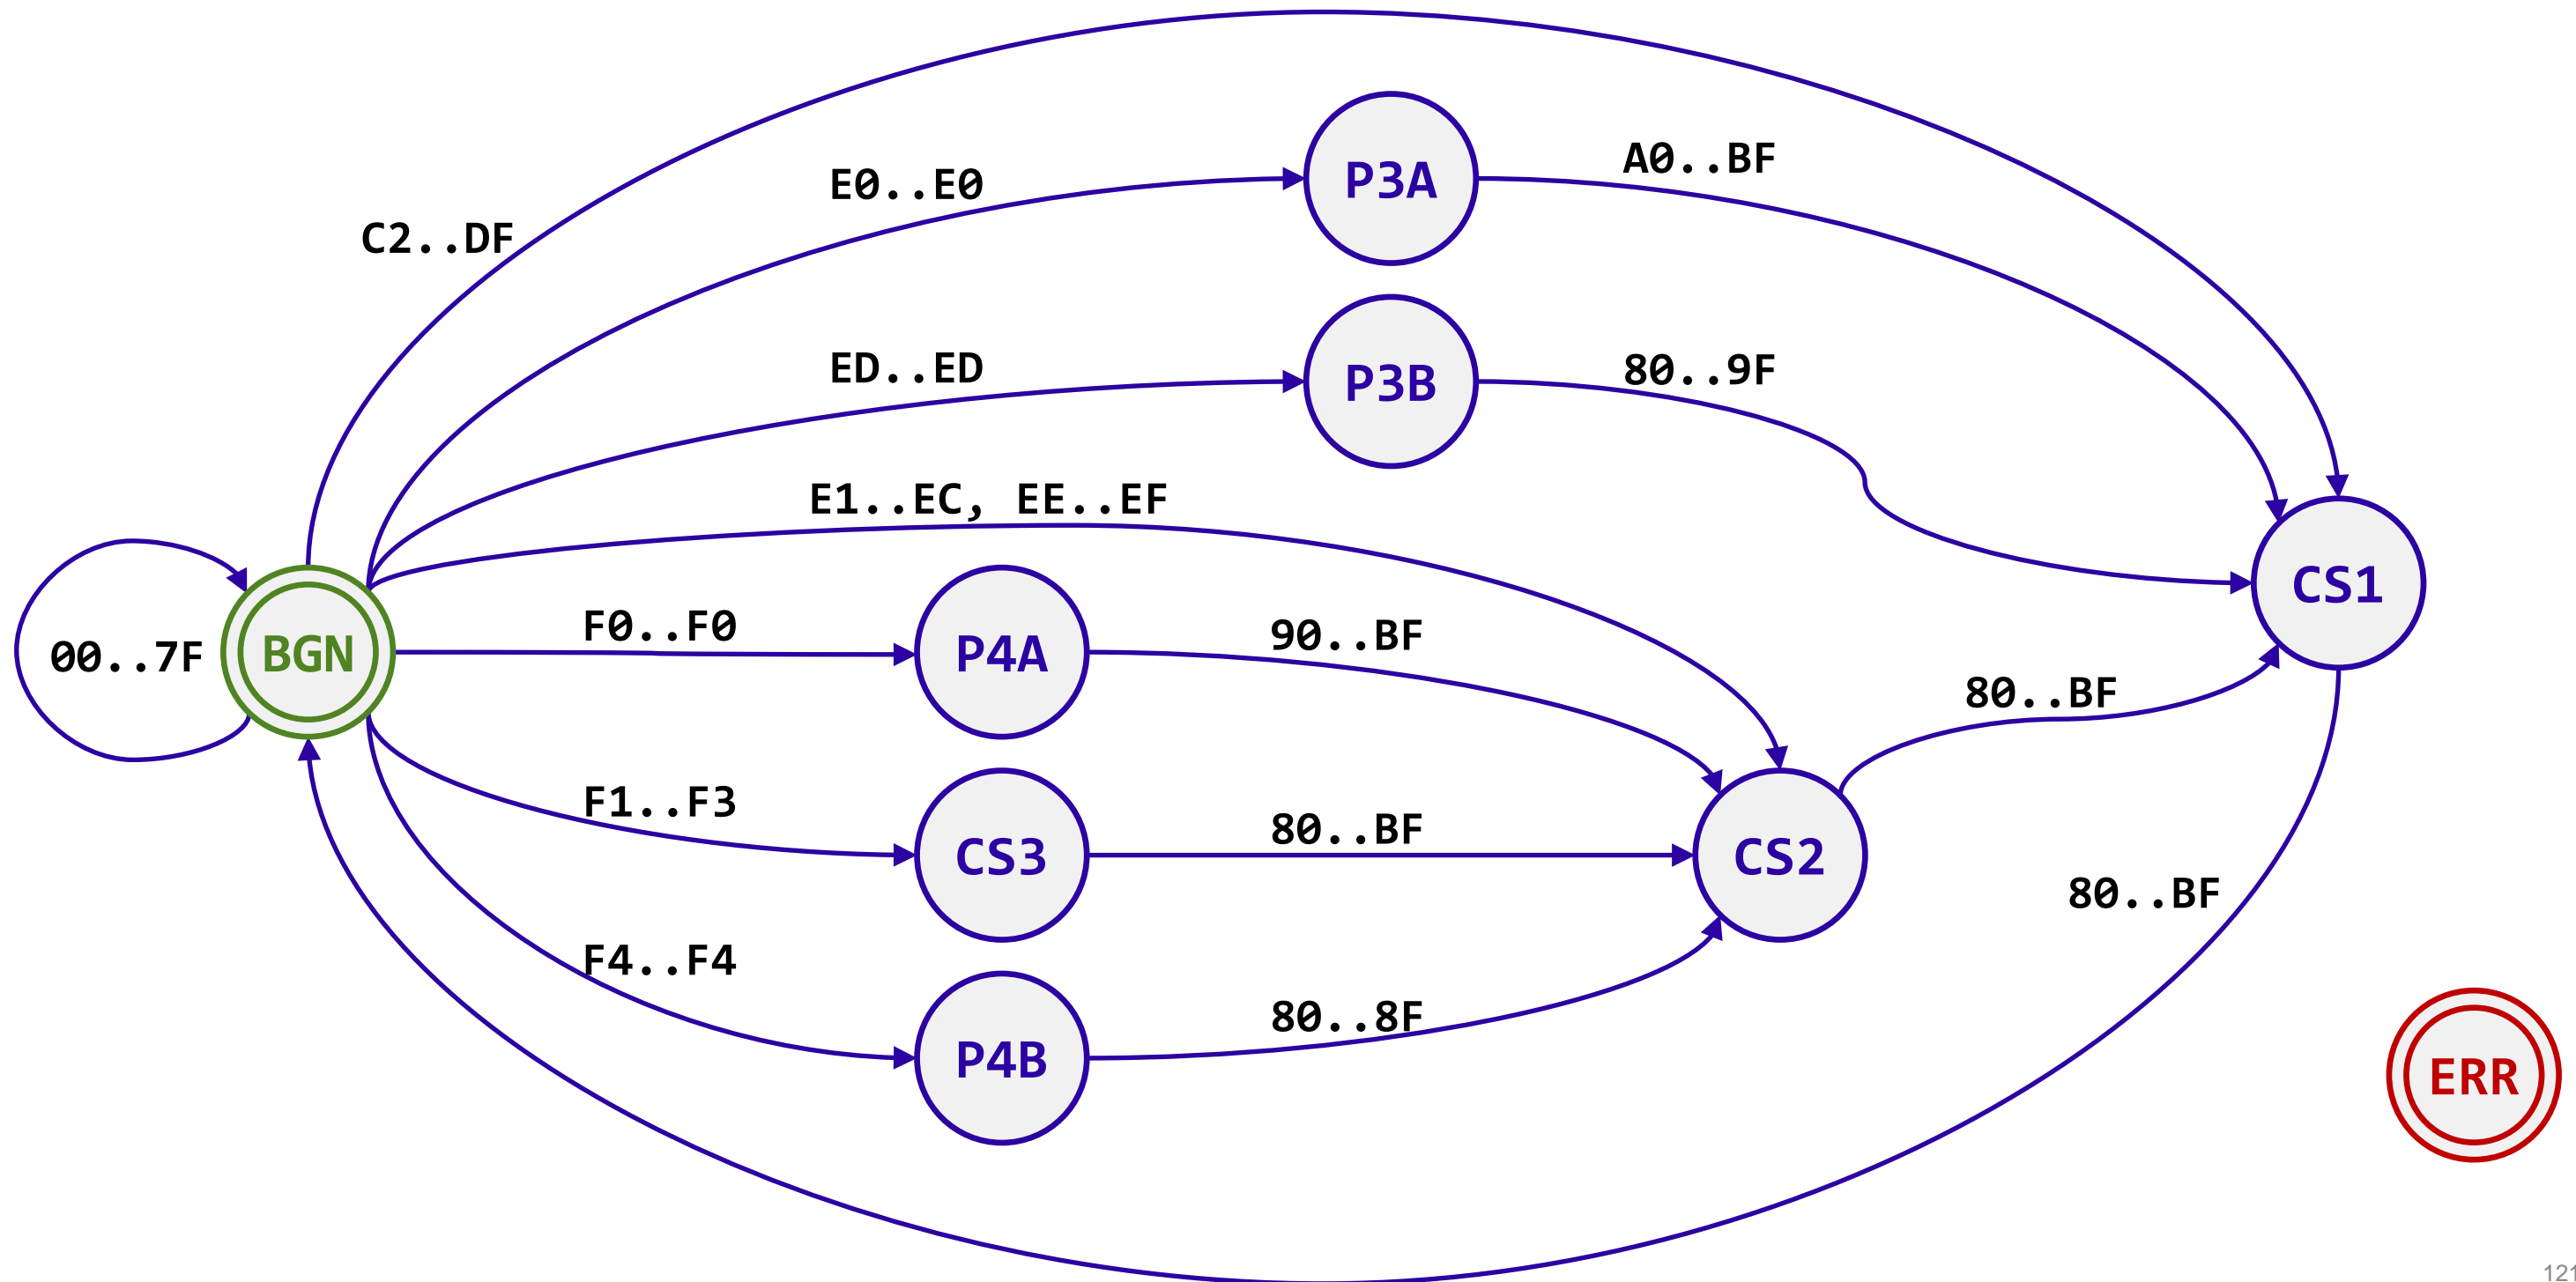 A0..BF
P3A
E0..E0
C2..DF
ED..ED
P3B
80..9F
E1..EC, EE..EF
CS1
F0..F0
90..BF
00..7F
BGN
P4A
80..BF
F1..F3
80..BF
CS3
CS2
80..BF
F4..F4
80..8F
P4B
ERR
121